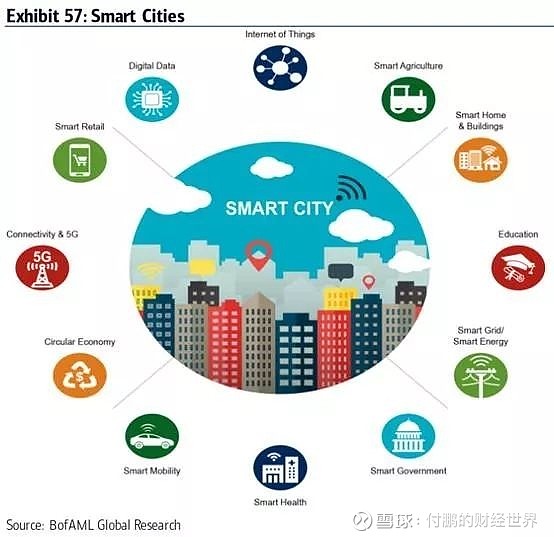 Exhibit 57: Smart Cities
Internet of Things
Digital Data
Smart Agriculture
Smart Retail
Smart Home
& Buildings
SMART CITY
Connectivity & 5G
5G
Education
Circular Economy
$
Smart Grid/
Smart Energy
Smart Mobility
Smart Government
Smart Health
Source: BofAML Global Research
雪球:付鹏的财经世界